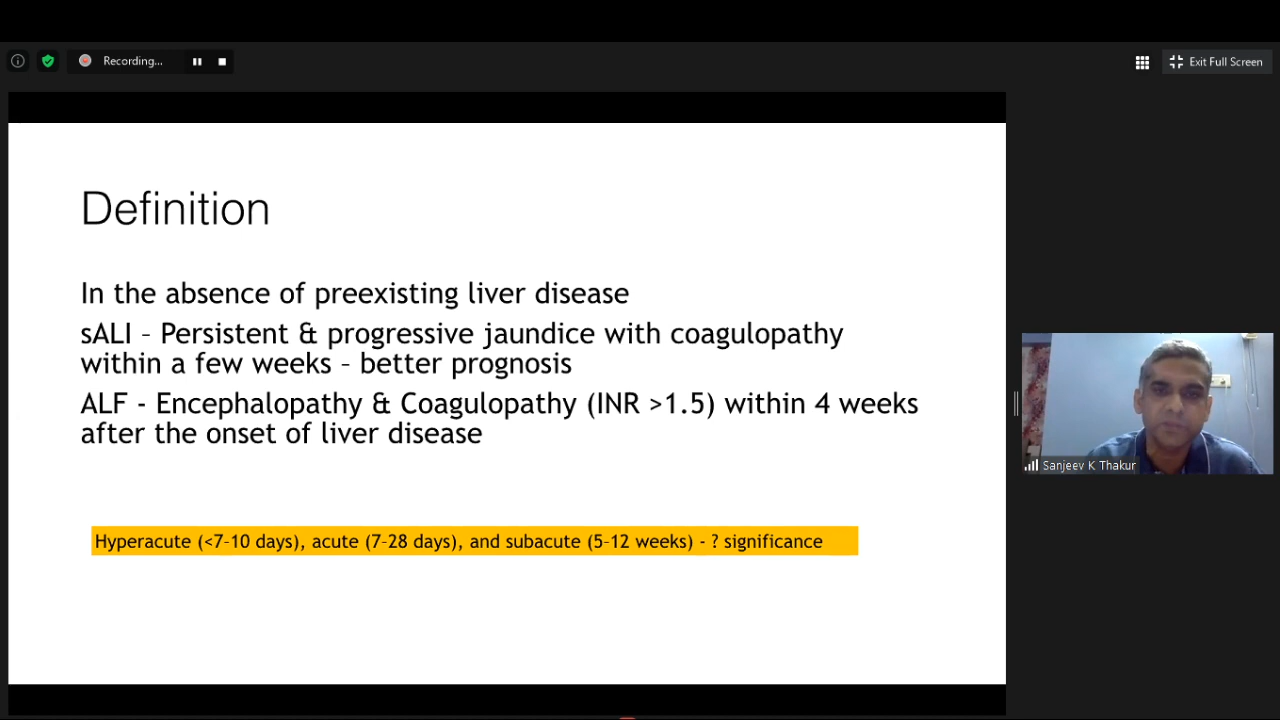 Recording...
Exit Full Screen
Definition
In the absence of preexisting liver disease
sALI – Persistent & progressive jaundice with coagulopathy
within a few weeks – better prognosis
ALF - Encephalopathy & Coagulopathy (INR >1.5) within 4 weeks
after the onset of liver disease
Hyperacute (<7-10 days), acute (7-28 days), and subacute (5-12 weeks) - ? significance
Sanjeev K Thakur